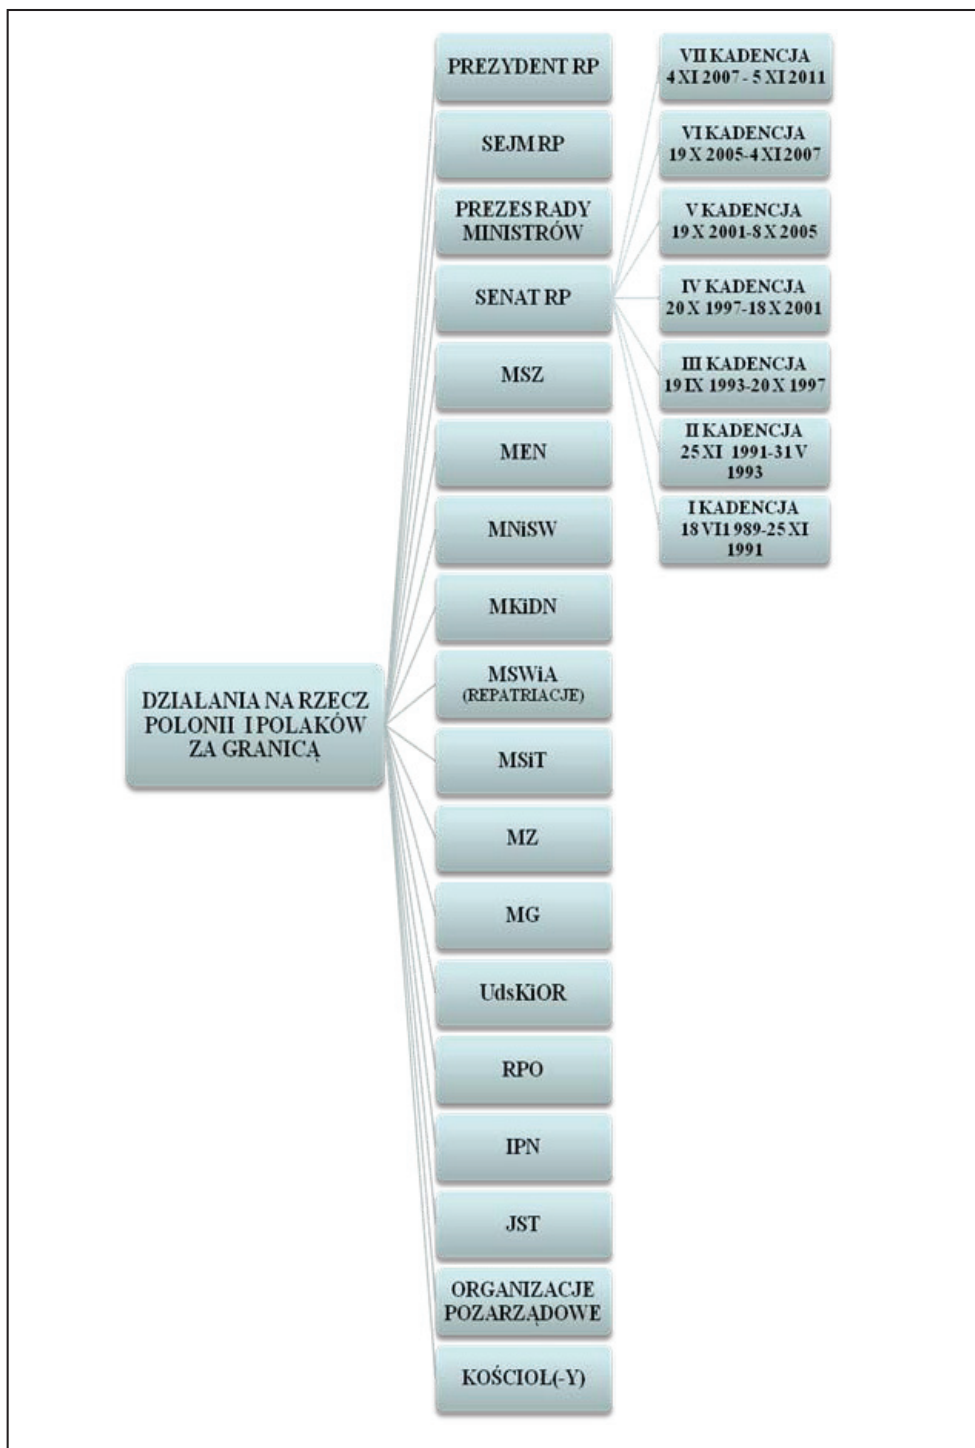 DZIAŁANIA NA RZECZ
POLONII I POLAKÓW
ZA GRANICĄ
PREZYDENT RP
SEJM RP
PREZES RADY
MINISTRÓW
SENAT RP
MSZ
MEN
MNiSW
MKiDN
MSWiA
(REPATRIACJE)
MSiT
MZ
MG
UdsKiOR
RPO
IPN
JST
ORGANIZACJE
POZARZĄDOWE
KOŚCIOL(-Y)
VII KADENCJA
4 XI 2007 - 5 XI 2011
VI KADENCJA
19 X 2005-4 XI 2007
V KADENCJA
19 X 2001-8 X 2005
IV KADENCJA
20 X 1997-18 X 2001
III KADENCJA
19 IX 1993-20 X 1997
II KADENCJA
25 XI 1991-31 V
1993
I KADENCJA
18 VI1989-25 XI
1991